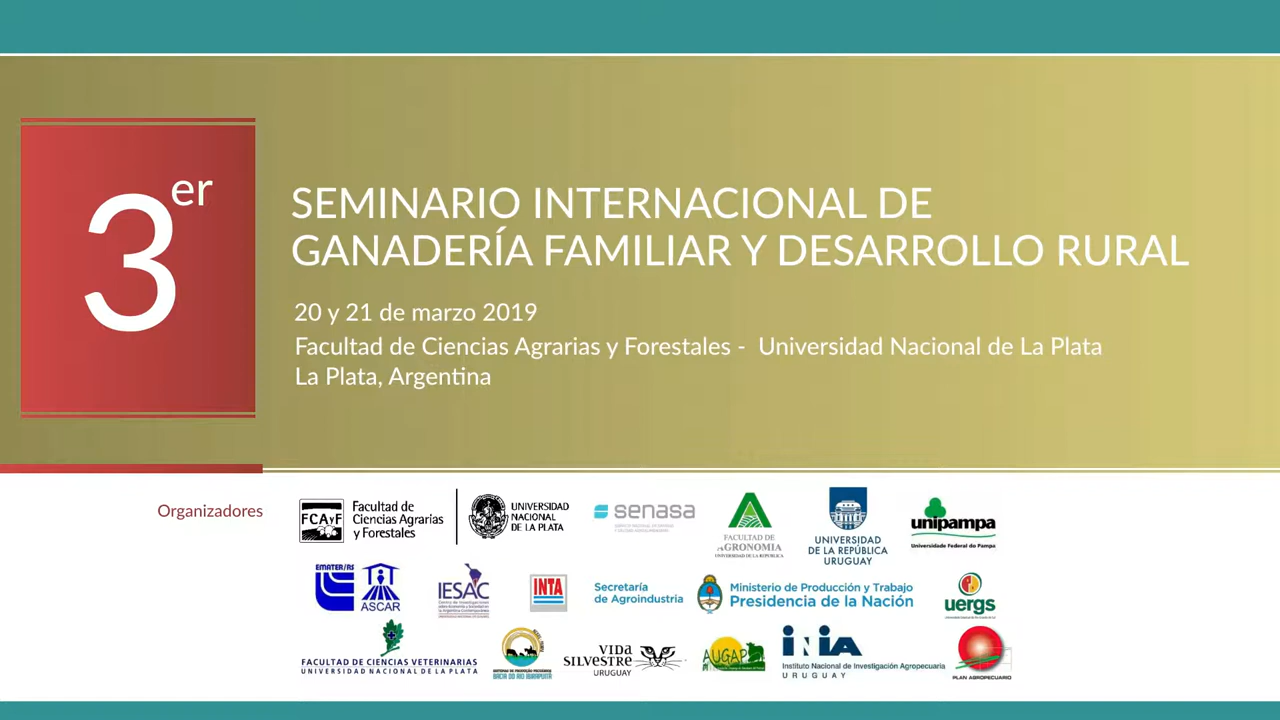 3er
SEMINARIO INTERNACIONAL DE
GANADERÍA FAMILIAR Y DESARROLLO RURAL
20 y 21 de marzo 2019
Facultad de Ciencias Agrarias y Forestales - Universidad Nacional de La Plata
La Plata, Argentina
Organizadores
FCAyF
Facultad de
Ciencias Agrarias
y Forestales
UNIVERSIDAD
NACIONAL
DE LA PLATA
senasa
FACULTAD DE
AGRONOMIA
UNIVERSIDAD DE LA REPUBLICA
UNIVERSIDAD
DE LA REPÚBLICA
URUGUAY
unipampa
Universidade Federal do Pampa
EMATER/RS
ASCAR
IESAC
INTA
Secretaría
de Agroindustria
Ministerio de Producción y Trabajo
Presidencia de la Nación
uergs
FACULTAD DE CIENCIAS VETERINARIAS
UNIVERSIDAD NACIONAL DE LA PLATA
VIDA
SILVESTRE
URUGUAY
AUGAP
INIA
Instituto Nacional de Investigación Agropecuaria
URUGUAY
PLAN AGROPECUARIO